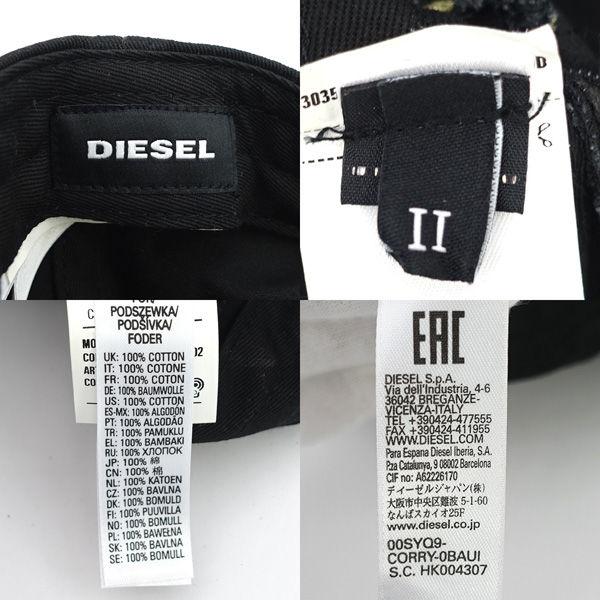 DIESEL
3035
D
II
PODSZEWKA/
PODŠÍVKA/
FODER
MO
CO
02
ART
CO
UK: 100% COTTON
IT: 100% COTONE
FR: 100% COTON
DE: 100% BAUMWOLLE
US: 100% COTTON
ES-MX: 100% ALGODÓN
PT: 100% ALGODÃO
TR: 100% PAMUKLU
EL: 100% BAMBAKI
RU: 100% ХЛОПОК
JP: 100% 綿
CN: 100% 棉
NL: 100% KATOEN
CZ: 100% BAVLNA
DK: 100% BOMULD
FI: 100% PUUVILLA
NO: 100% BOMULL
PL: 100% BAWEŁNA
SK: 100% BAVLNA
SE: 100% BOMULL
EAC
DIESEL S.p.A.
Via dell'Industria, 4-6
36042 BREGANZE-
VICENZA-ITALY
TEL +390424-477555
FAX +390424-411955
www.DIESEL.com
Para Espana Diesel Iberia, S.A.
Pza Catalunya, 9 08002 Barcelona
CIF no: A62226170
ディーゼルジャパン(株)
大阪市中央区難波 5-1-60
なんばスカイオ25F
www.diesel.co.jp
00SYQ9-
CORRY-0BAUI
S.C. HK004307